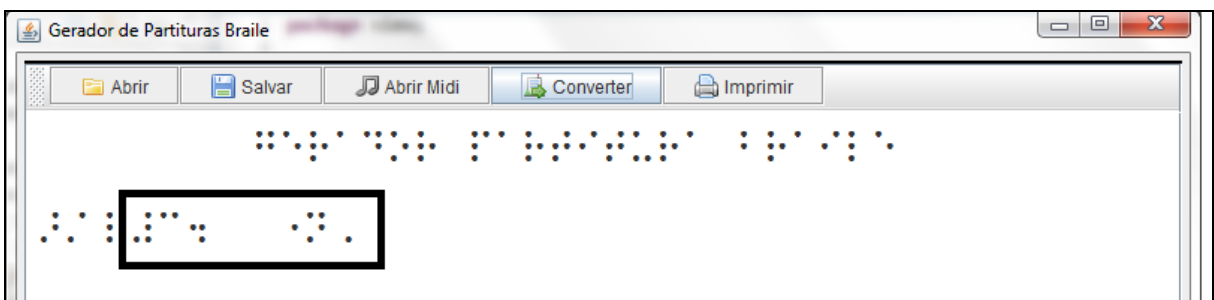 Gerador de Partituras Braile
Abrir Salvar Abrir Midi Converter Imprimir
⠛⠑⠗⠁⠙⠕⠗ ⠏⠁⠗⠞⠊⠞⠥⠗⠁ ⠃⠗⠁⠊⠇⠑